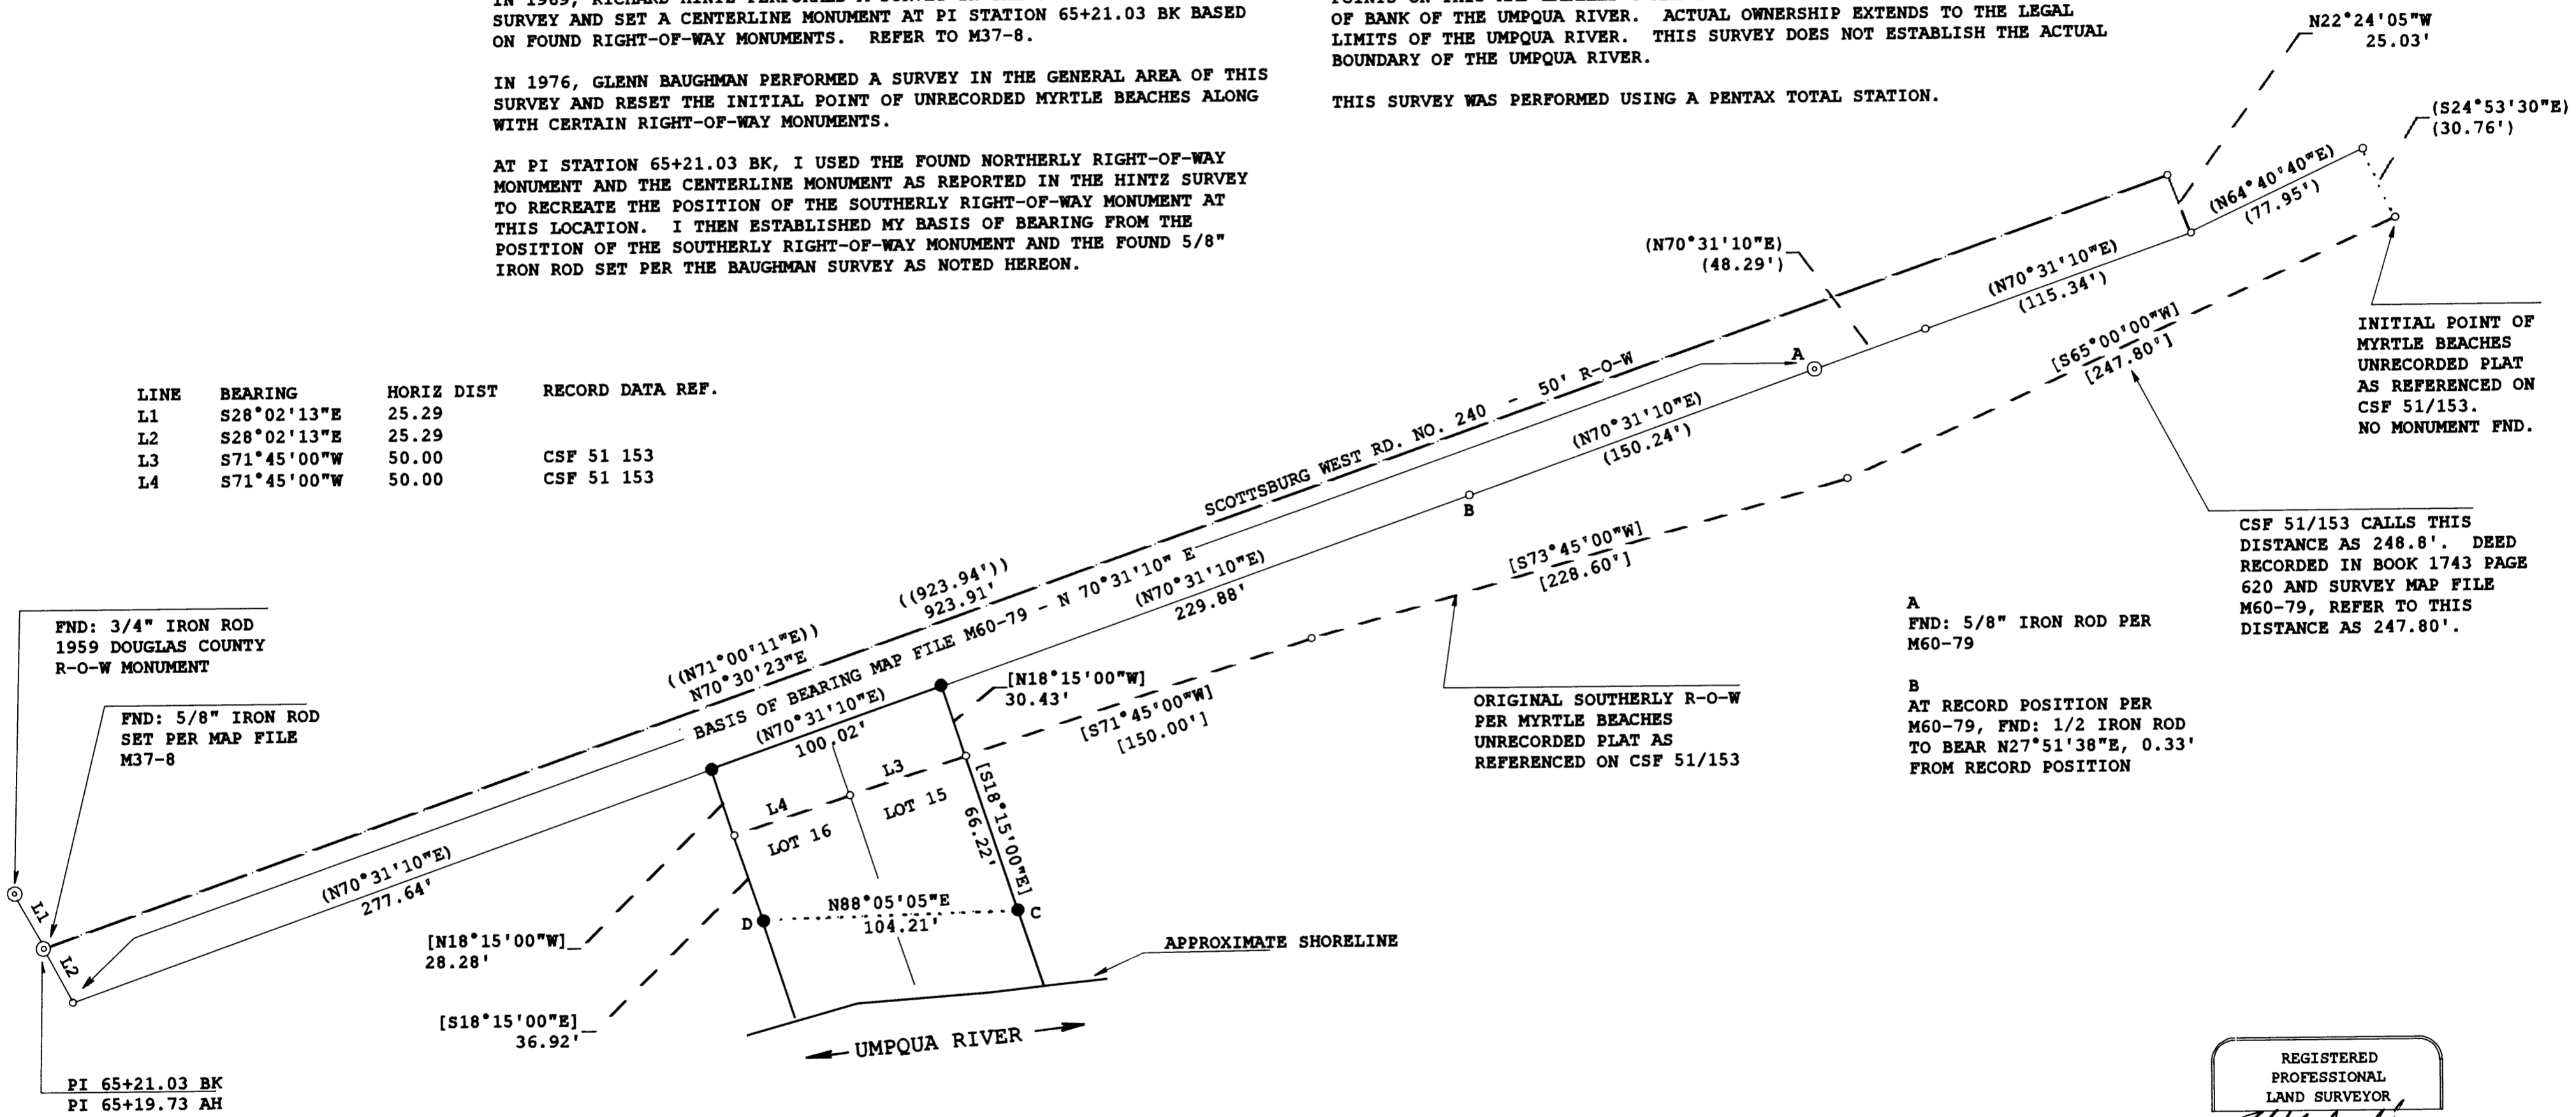 IN 1969, RICHARD HINTZ PERFORMED A SURVEY IN THE
SURVEY AND SET A CENTERLINE MONUMENT AT PI STATION 65+21.03 BK BASED
ON FOUND RIGHT-OF-WAY MONUMENTS. REFER TO M37-8.
IN 1976, GLENN BAUGHMAN PERFORMED A SURVEY IN THE GENERAL AREA OF THIS
SURVEY AND RESET THE INITIAL POINT OF UNRECORDED MYRTLE BEACHES ALONG
WITH CERTAIN RIGHT-OF-WAY MONUMENTS.
AT PI STATION 65+21.03 BK, I USED THE FOUND NORTHERLY RIGHT-OF-WAY
MONUMENT AND THE CENTERLINE MONUMENT AS REPORTED IN THE HINTZ SURVEY
TO RECREATE THE POSITION OF THE SOUTHERLY RIGHT-OF-WAY MONUMENT AT
THIS LOCATION. I THEN ESTABLISHED MY BASIS OF BEARING FROM THE
POSITION OF THE SOUTHERLY RIGHT-OF-WAY MONUMENT AND THE FOUND 5/8"
IRON ROD SET PER THE BAUGHMAN SURVEY AS NOTED HEREON.
POINTS ON THIS
OF BANK OF THE UMPQUA RIVER. ACTUAL OWNERSHIP EXTENDS TO THE LEGAL
LIMITS OF THE UMPQUA RIVER. THIS SURVEY DOES NOT ESTABLISH THE ACTUAL
BOUNDARY OF THE UMPQUA RIVER.
THIS SURVEY WAS PERFORMED USING A PENTAX TOTAL STATION.
N22°24'05"W
25.03'
(S24°53'30"E)
(30.76')
(N64°40'40"E)
(77.95')
(N70°31'10"E)
(48.29')
(N70°31'10"E)
(115.34')
[S65°00'00"W]
[247.80']
INITIAL POINT OF
MYRTLE BEACHES
UNRECORDED PLAT
AS REFERENCED ON
CSF 51/153.
NO MONUMENT FND.
LINE BEARING HORIZ DIST RECORD DATA REF.
L1 S28°02'13"E 25.29
L2 S28°02'13"E 25.29
L3 S71°45'00"W 50.00 CSF 51 153
L4 S71°45'00"W 50.00 CSF 51 153
A
SCOTTSBURG WEST RD. NO. 240 - 50' R-O-W
(N70°31'10"E)
(150.24')
B
CSF 51/153 CALLS THIS
DISTANCE AS 248.8'. DEED
RECORDED IN BOOK 1743 PAGE
620 AND SURVEY MAP FILE
M60-79, REFER TO THIS
DISTANCE AS 247.80'.
[S73°45'00"W]
[228.60']
((923.94'))
923.91'
((N71°00'11"E))
N70°30'23"E
BASIS OF BEARING MAP FILE M60-79 - N 70°31'10" E
(N70°31'10"E)
229.88'
FND: 3/4" IRON ROD
1959 DOUGLAS COUNTY
R-O-W MONUMENT
FND: 5/8" IRON ROD
SET PER MAP FILE
M37-8
(N70°31'10"E)
100.02'
[N18°15'00"W]
30.43'
[S71°45'00"W]
[150.00']
ORIGINAL SOUTHERLY R-O-W
PER MYRTLE BEACHES
UNRECORDED PLAT AS
REFERENCED ON CSF 51/153
A
FND: 5/8" IRON ROD PER
M60-79
B
AT RECORD POSITION PER
M60-79, FND: 1/2 IRON ROD
TO BEAR N27°51'38"E, 0.33'
FROM RECORD POSITION
L3
L4
LOT 15
LOT 16
[S18°15'00"E]
66.22'
(N70°31'10"E)
277.64'
L1
L2
D
N88°05'05"E
104.21'
C
[N18°15'00"W]
28.28'
[S18°15'00"E]
36.92'
APPROXIMATE SHORELINE
UMPQUA RIVER
PI 65+21.03 BK
PI 65+19.73 AH
REGISTERED
PROFESSIONAL
LAND SURVEYOR